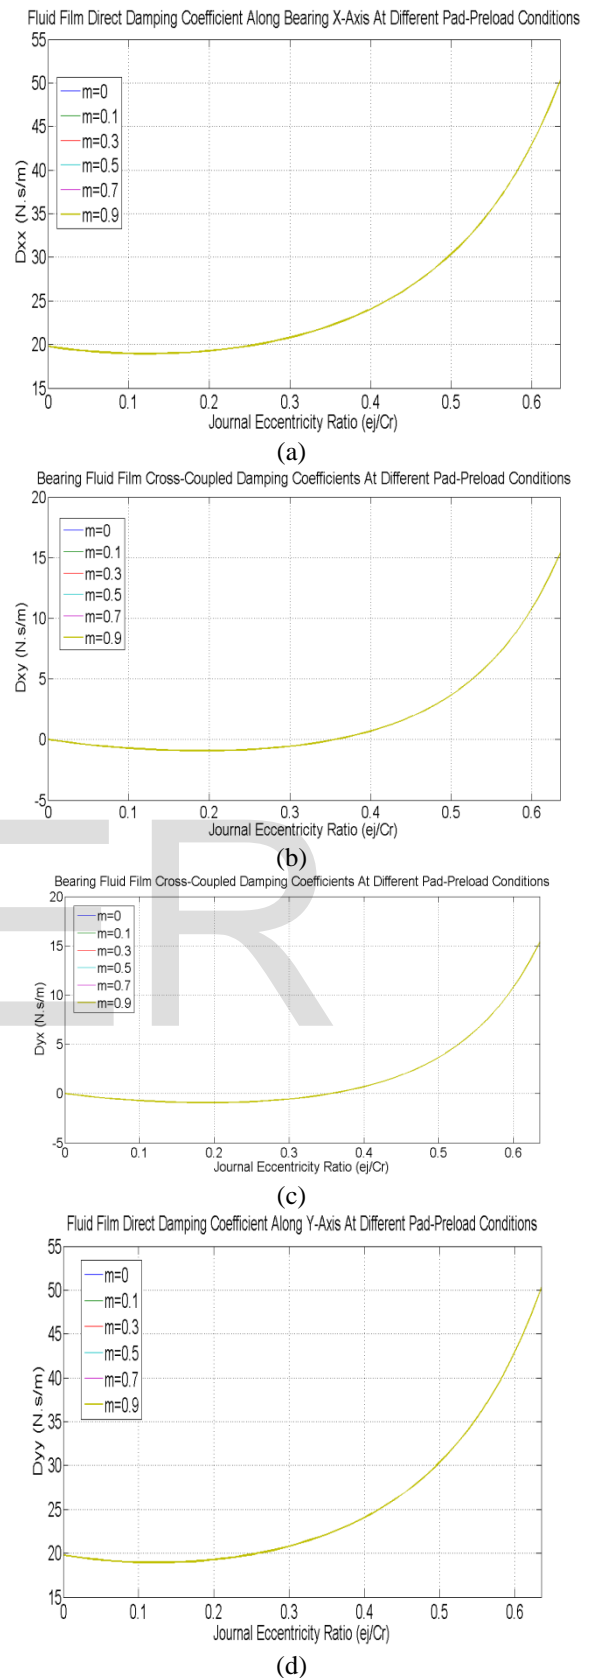 Fluid Film Direct Damping Coefficient Along Bearing X-Axis At Different Pad-Preload Conditions
55
50
45
40
35
30
25
20
15
Dxx (N.s/m)
m=0
m=0.1
m=0.3
m=0.5
m=0.7
m=0.9
0 0.1 0.2 0.3 0.4 0.5 0.6
Journal Eccentricity Ratio (ej/Cr)
(a)
Bearing Fluid Film Cross-Coupled Damping Coefficients At Different Pad-Preload Conditions
20
15
10
5
0
-5
Dxy (N.s/m)
m=0
m=0.1
m=0.3
m=0.5
m=0.7
m=0.9
0 0.1 0.2 0.3 0.4 0.5 0.6
Journal Eccentricity Ratio (ej/Cr)
(b)
Bearing Fluid Film Cross-Coupled Damping Coefficients At Different Pad-Preload Conditions
20
15
10
5
0
-5
Dyx (N.s/m)
m=0
m=0.1
m=0.3
m=0.5
m=0.7
m=0.9
0 0.1 0.2 0.3 0.4 0.5 0.6
Journal Eccentricity Ratio (ej/Cr)
(c)
Fluid Film Direct Damping Coefficient Along Y-Axis At Different Pad-Preload Conditions
55
50
45
40
35
30
25
20
15
Dyy (N.s/m)
m=0
m=0.1
m=0.3
m=0.5
m=0.7
m=0.9
0 0.1 0.2 0.3 0.4 0.5 0.6
Journal Eccentricity Ratio (ej/Cr)
(d)
ER